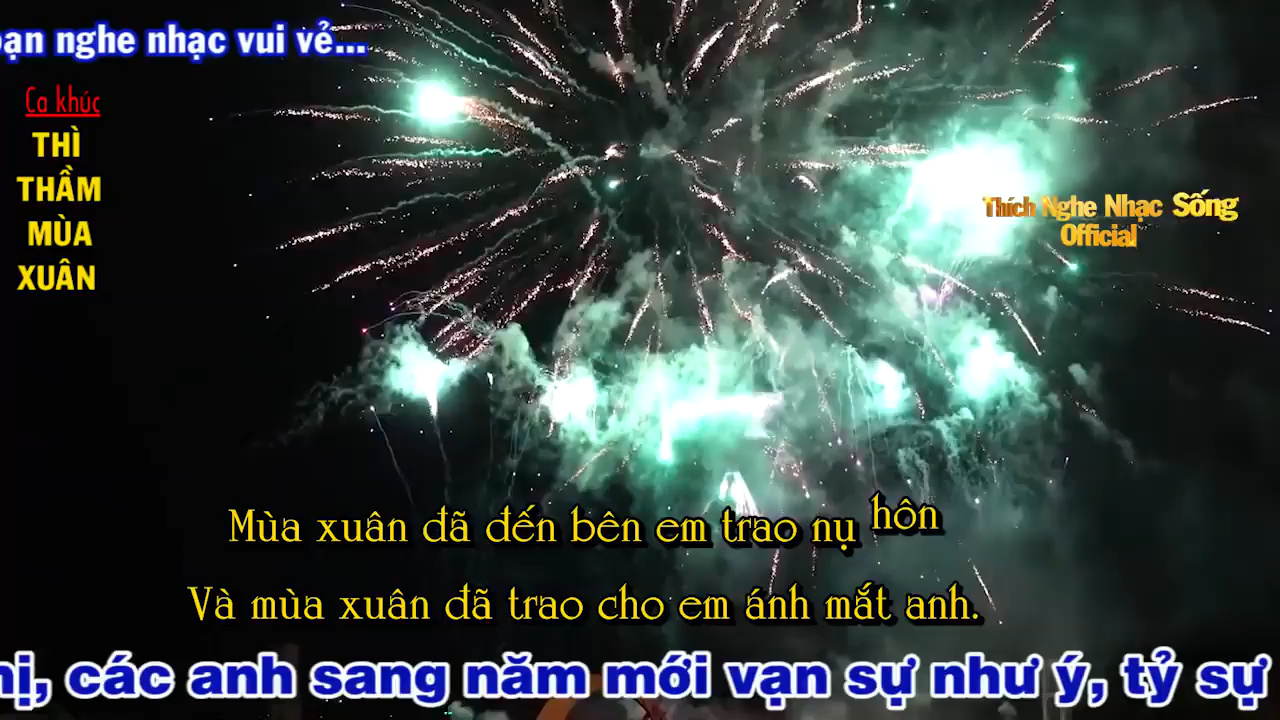 bạn nghe nhạc vui vẻ...
Ca khúc
THÌ
THẦM
MÙA
XUÂN
Thích Nghe Nhạc Sống
Official
Mùa xuân đã đến bên em trao nụ hôn
Và mùa xuân đã trao cho em ánh mắt anh.
các anh sang năm mới vạn sự như ý, tỷ sự